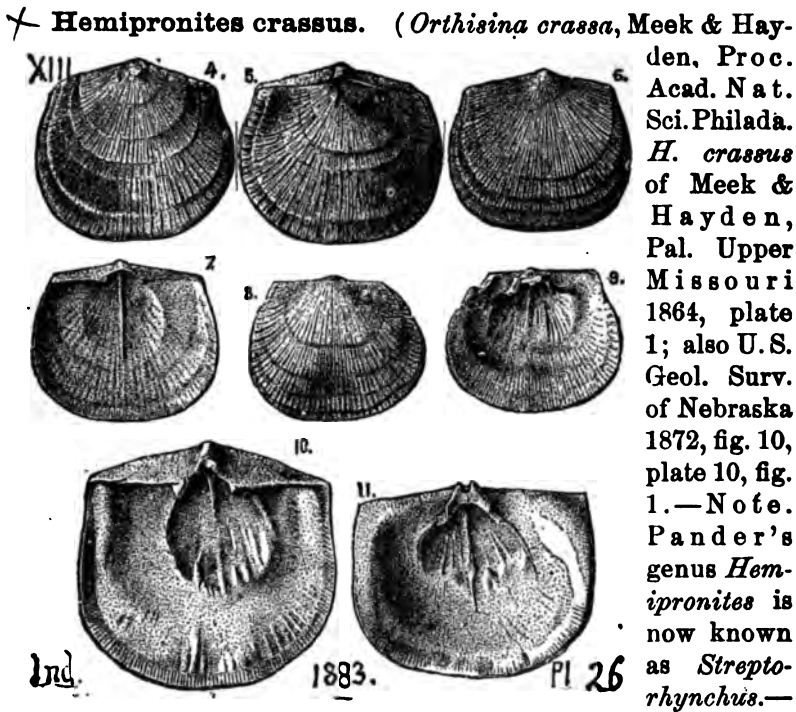 Hemipronites crassus. (Orthisina crassa, Meek & Hay-
den, Proc.
Acad. Nat.
Sci. Philada.
H. crassus
of Meek &
Hayden,
Pal. Upper
Missouri
1864, plate
1; also U.S.
Geol. Surv.
of Nebraska
1872, fig. 10,
plate 10, fig.
1.—Note.
Pander's
genus Hem-
ipronites is
now known
as Strepto-
rhynchus.—
XIII 4. 5. 6.
7. 8. 9.
10. 11.
Ind. 1883. Pl 26